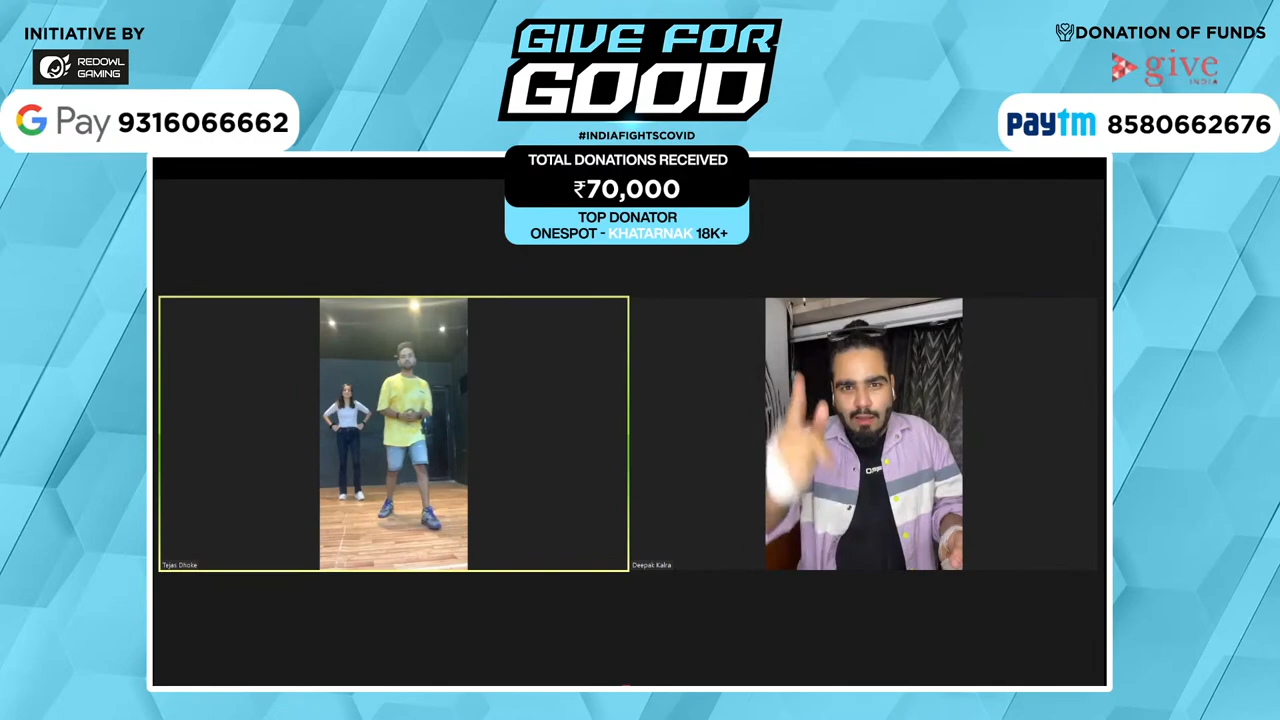 INITIATIVE BY
REDOWL
GAMING
G Pay 9316066662
GIVE FOR
GOOD
#INDIAFIGHTSCOVID
TOTAL DONATIONS RECEIVED
₹70,000
TOP DONATOR
ONESPOT - KHATARNAK 18K+
DONATION OF FUNDS
give
INDIA
paytm 8580662676
Tejas Dhoke
Deepak Kalra